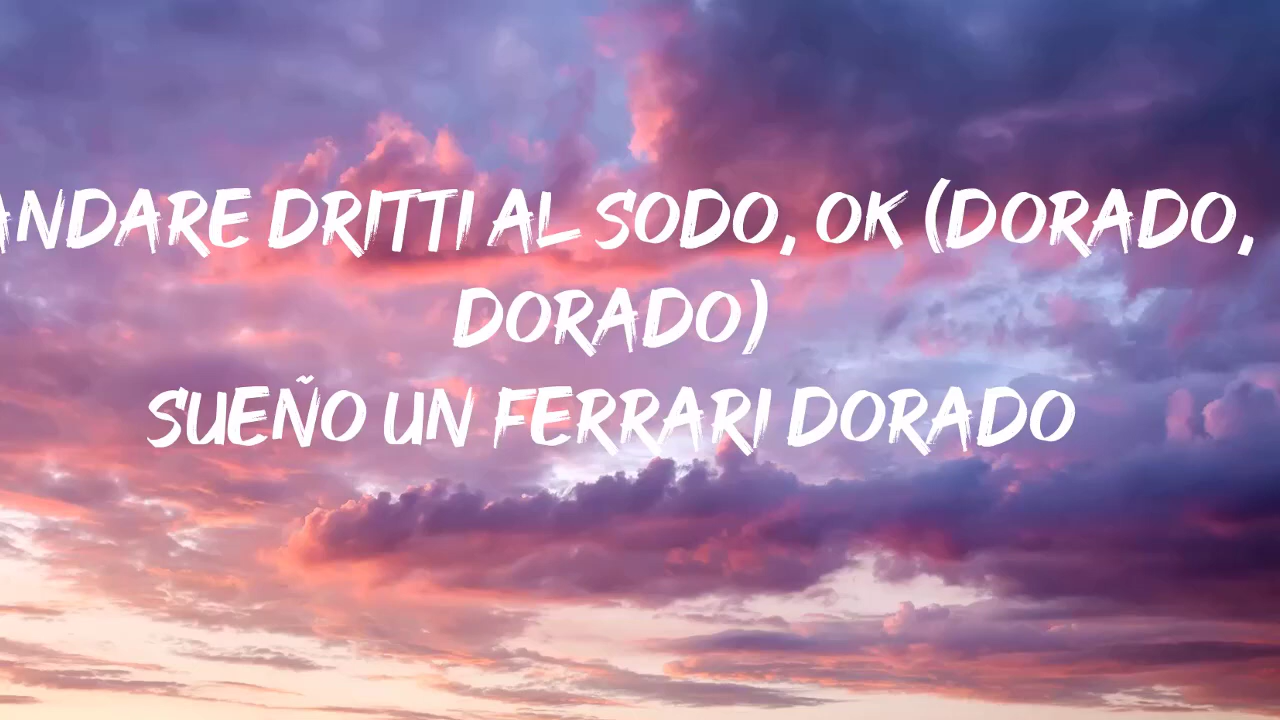 ANDARE DRITTI AL SODO, OK (DORADO,
DORADO)
SUEÑO UN FERRARI DORADO